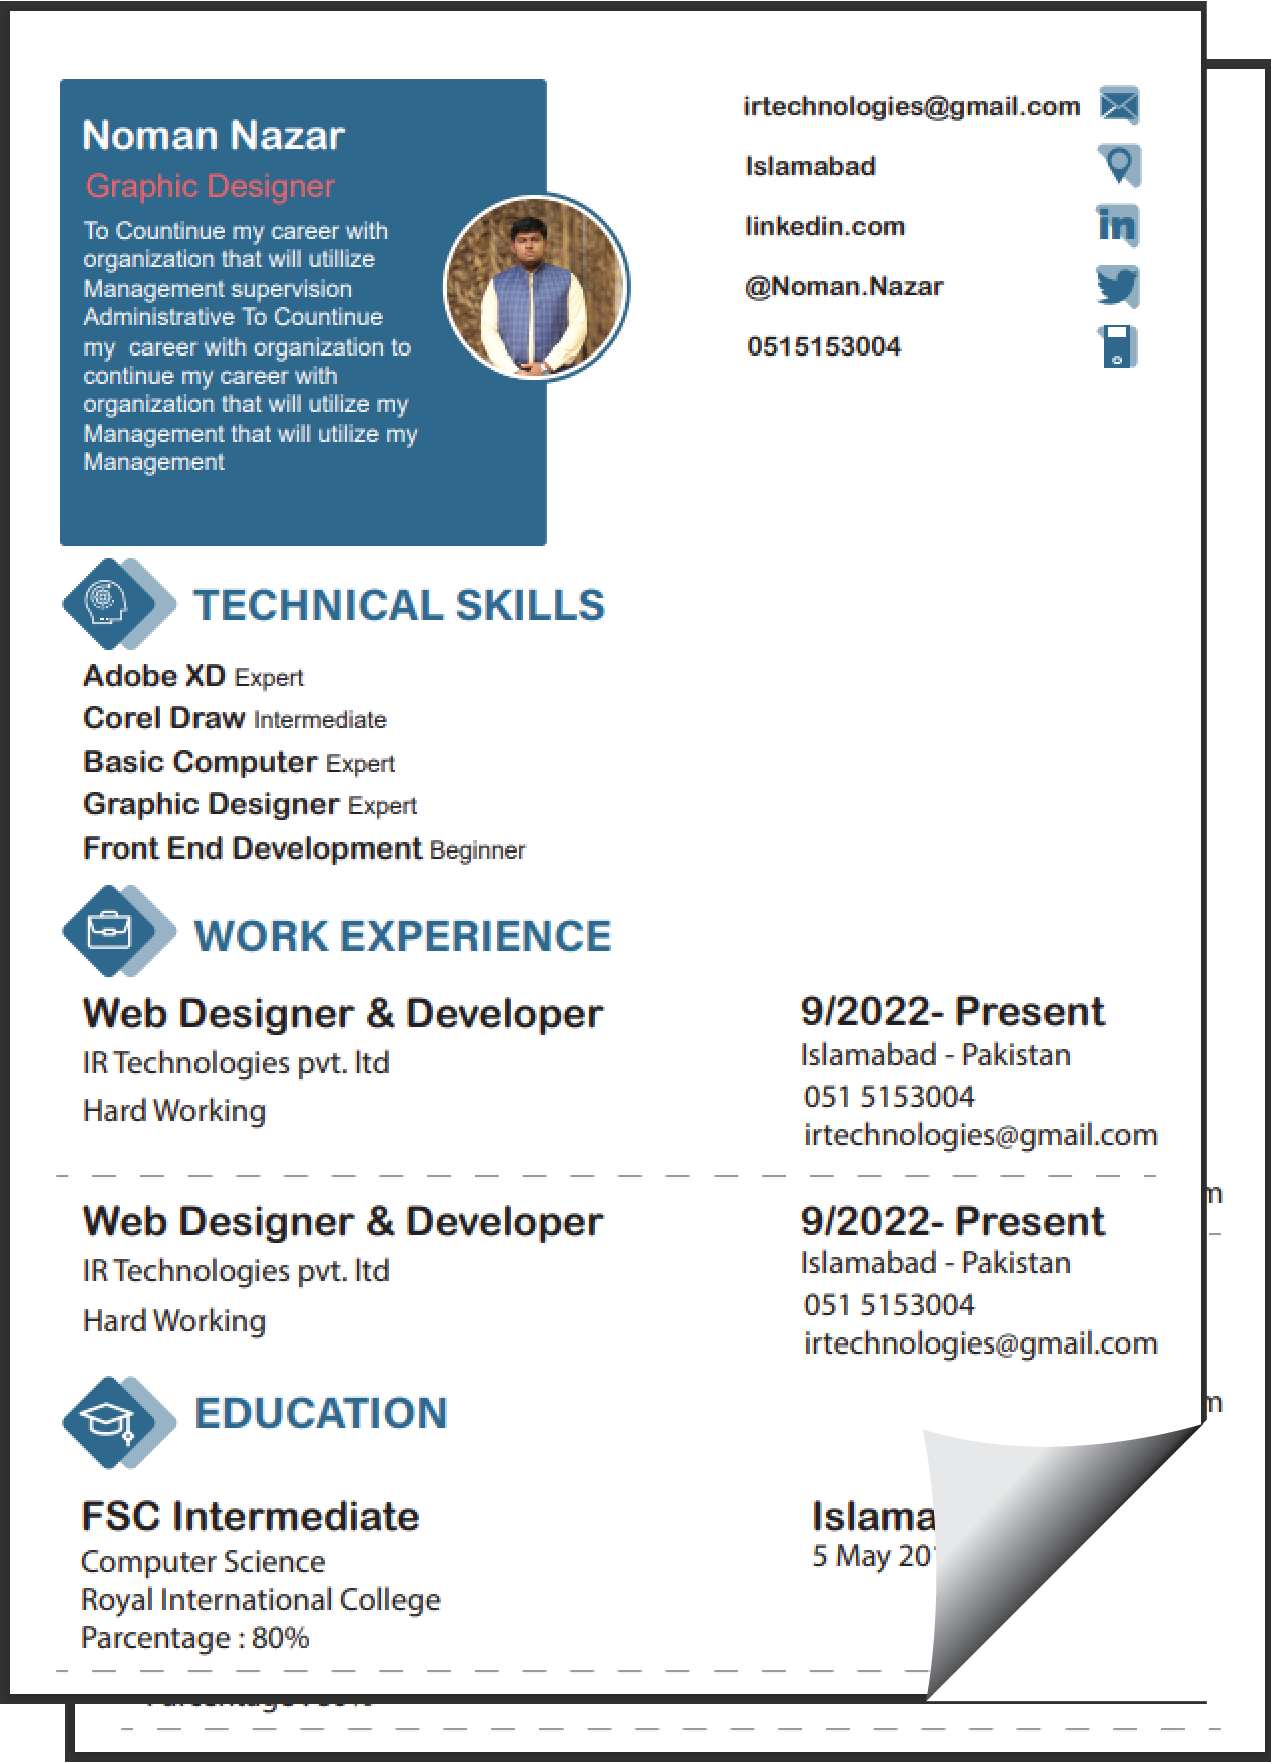 Noman Nazar
Graphic Designer
To Countinue my career with
organization that will utillize
Management supervision
Administrative To Countinue
my career with organization to
continue my career with
organization that will utilize my
Management that will utilize my
Management
irtechnologies@gmail.com
Islamabad
linkedin.com
@Noman.Nazar
0515153004
TECHNICAL SKILLS
Adobe XD Expert
Corel Draw Intermediate
Basic Computer Expert
Graphic Designer Expert
Front End Development Beginner
WORK EXPERIENCE
Web Designer & Developer
IR Technologies pvt. ltd
Hard Working
9/2022- Present
Islamabad - Pakistan
051 5153004
irtechnologies@gmail.com
Web Designer & Developer
IR Technologies pvt. ltd
Hard Working
9/2022- Present
Islamabad - Pakistan
051 5153004
irtechnologies@gmail.com
EDUCATION
FSC Intermediate
Computer Science
Royal International College
Parcentage : 80%
Islama
5 May 20